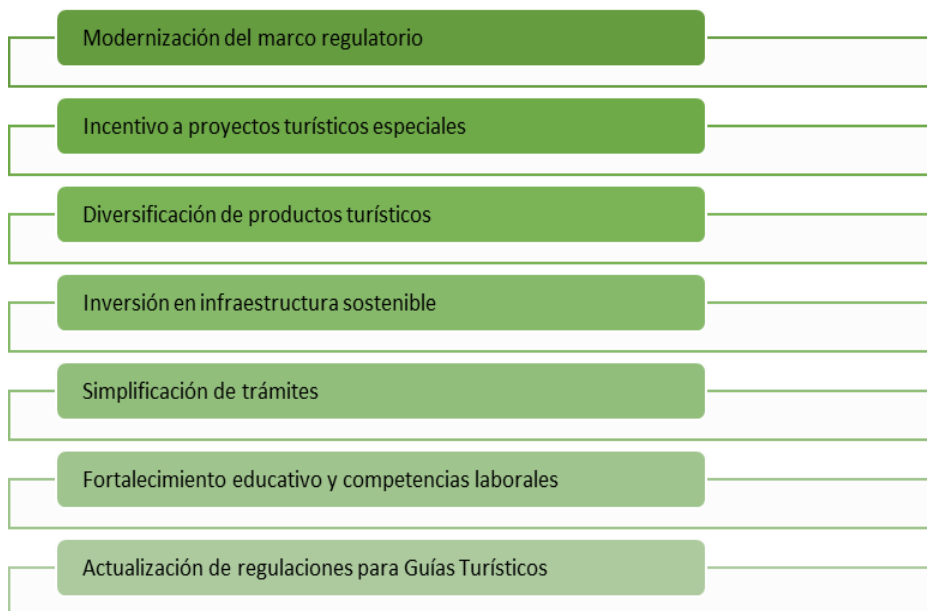 Modernización del marco regulatorio
Incentivo a proyectos turísticos especiales
Diversificación de productos turísticos
Inversión en infraestructura sostenible
Simplificación de trámites
Fortalecimiento educativo y competencias laborales
Actualización de regulaciones para Guías Turísticos